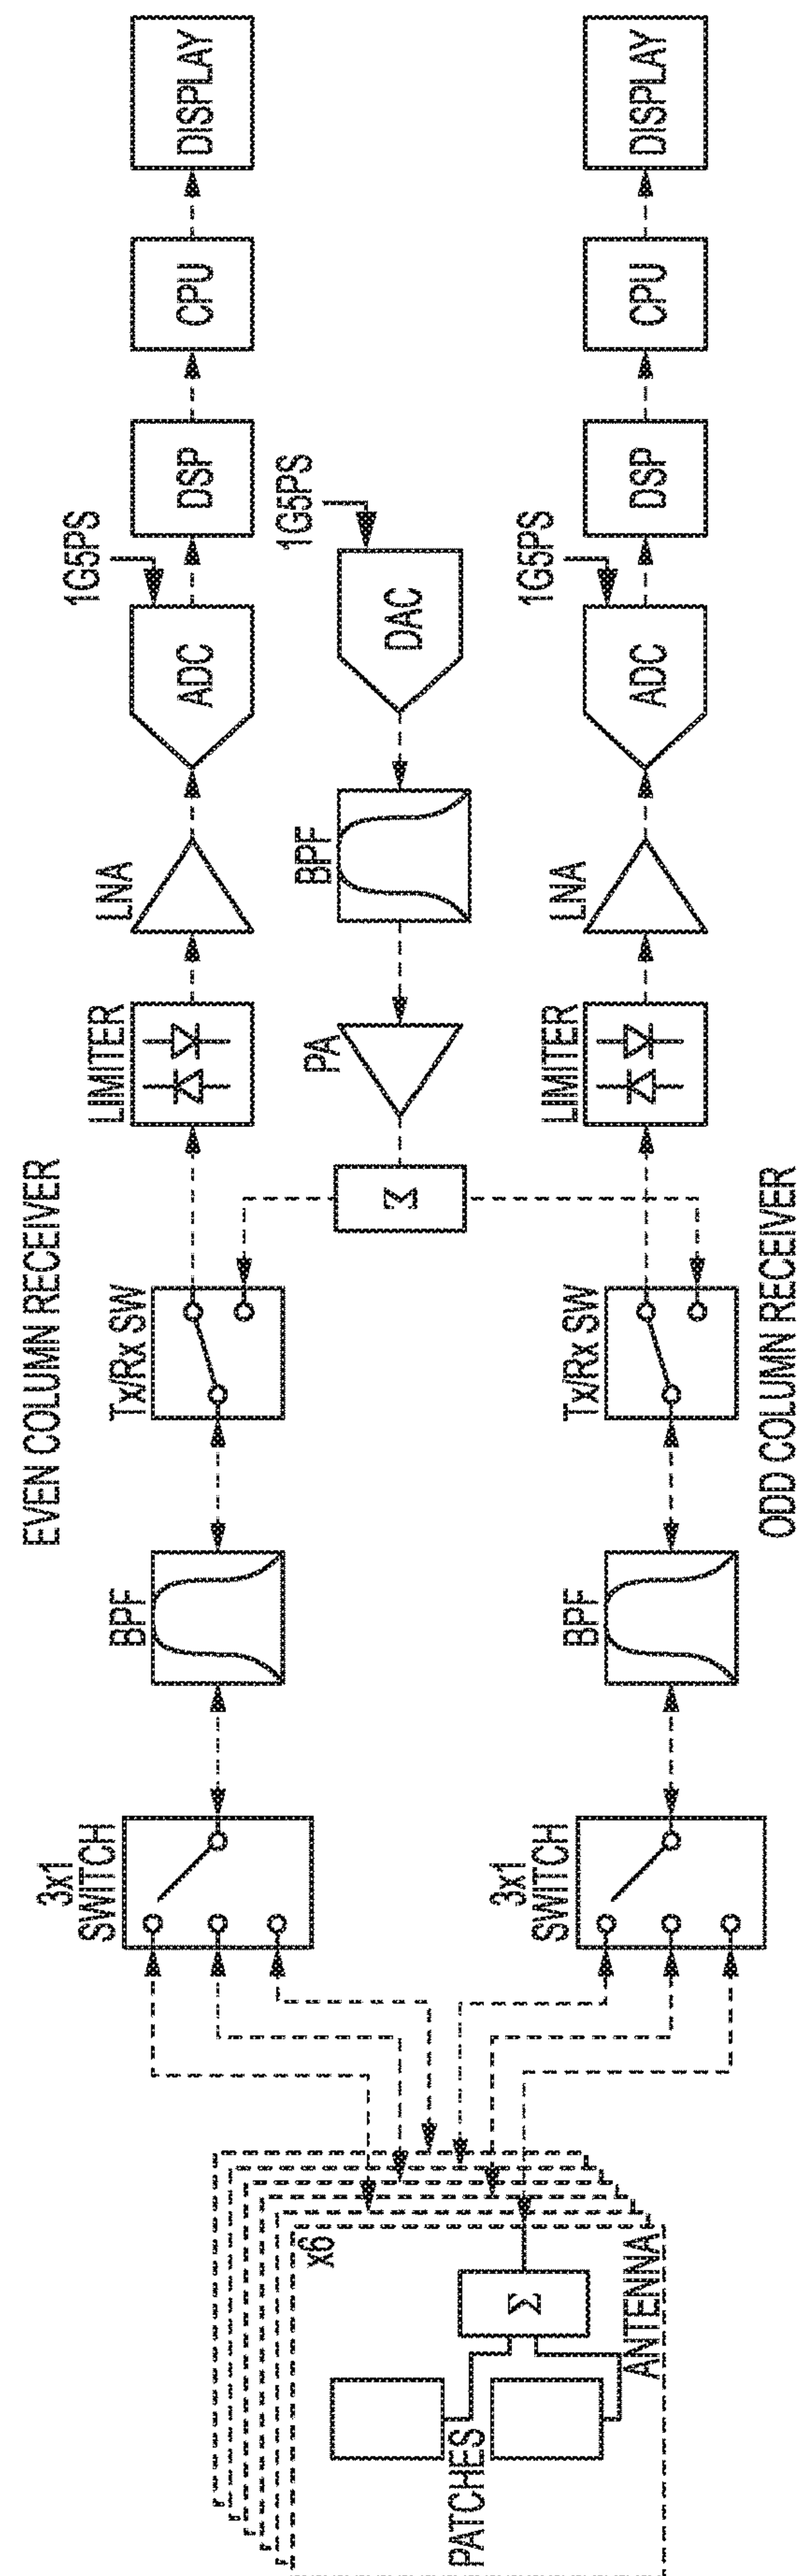 EVEN COLUMN RECEIVER
3x1
SWITCH
BPF
Tx/Rx SW
LIMITER
LNA
1G5PS
ADC
DSP
CPU
DISPLAY
x6
PATCHES
Σ
ANTENNA
Σ
PA
BPF
1G5PS
DAC
3x1
SWITCH
BPF
Tx/Rx SW
LIMITER
LNA
1G5PS
ADC
DSP
CPU
DISPLAY
ODD COLUMN RECEIVER